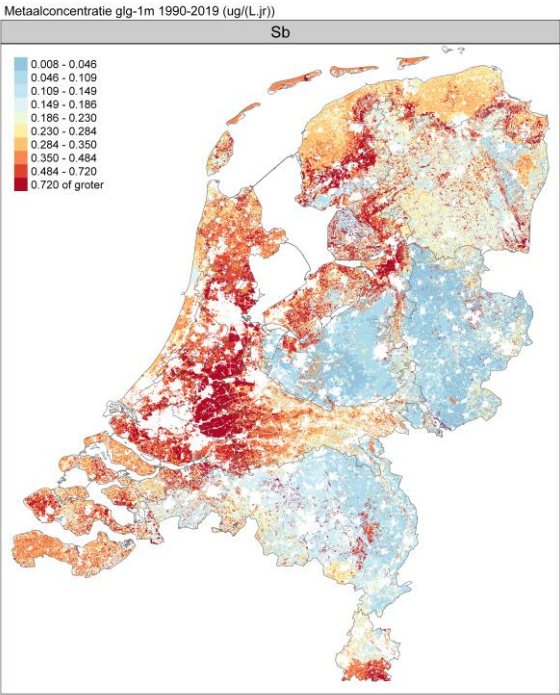 Metaalconcentratie glg-1m 1990-2019 (ug/(L.jr))
Sb
0.008 - 0.046
0.046 - 0.109
0.109 - 0.149
0.149 - 0.186
0.186 - 0.230
0.230 - 0.284
0.284 - 0.350
0.350 - 0.484
0.484 - 0.720
0.720 of groter